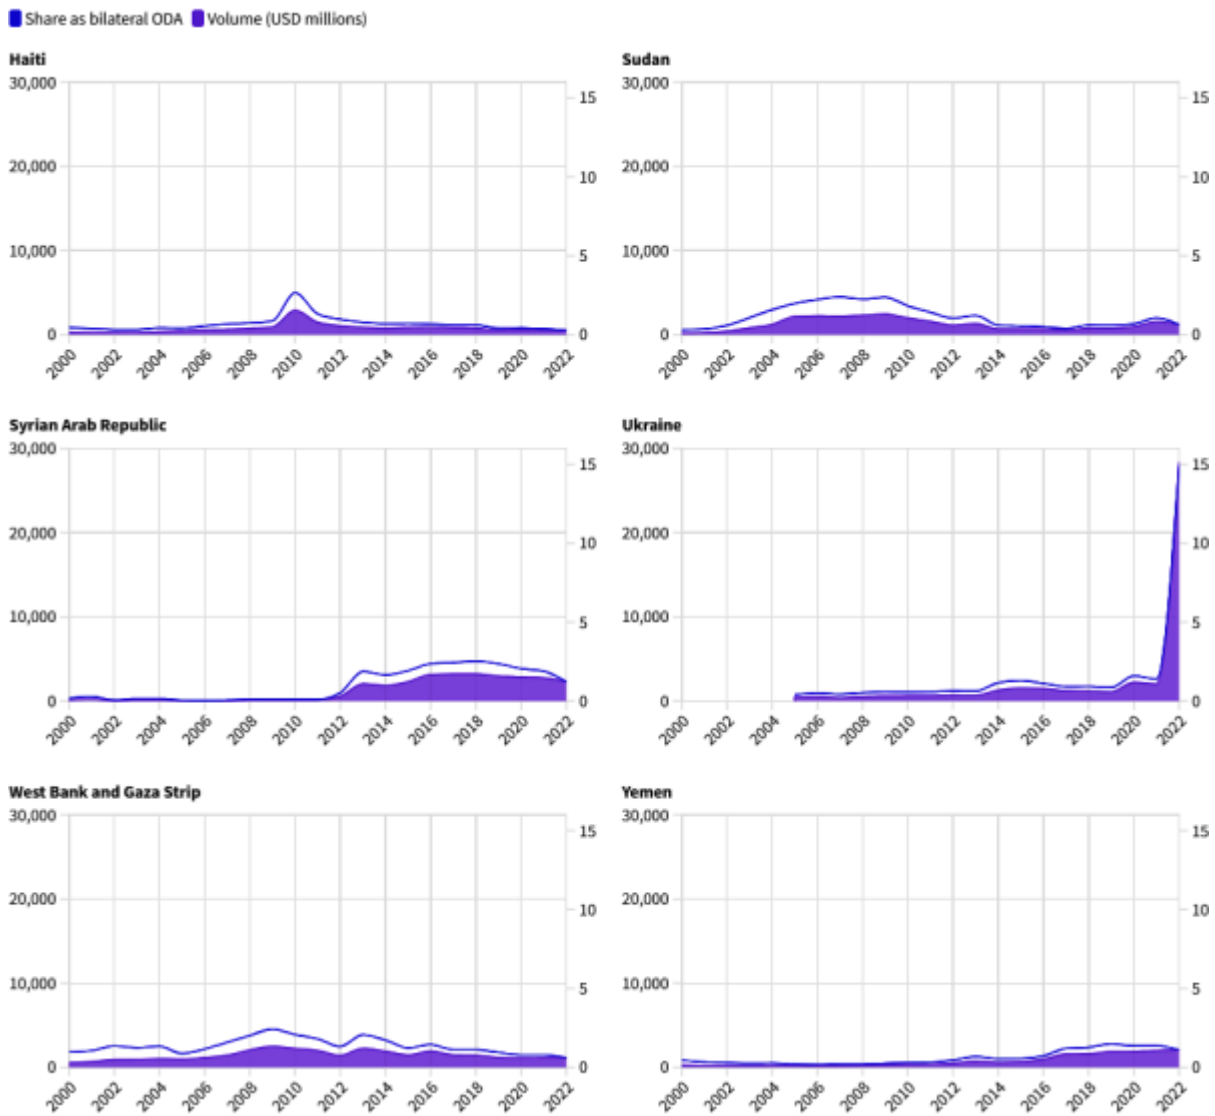 Share as bilateral ODA Volume (USD millions)
Haiti Sudan
30,000 30,000
15 15
20,000 20,000
10 10
10,000 10,000
5 5
0 0 0 0
2000 2002 2004 2006 2008 2010 2012 2014 2016 2018 2020 2022 2000 2002 2004 2006 2008 2010 2012 2014 2016 2018 2020 2022
Syrian Arab Republic Ukraine
30,000 30,000
15 15
20,000 20,000
10 10
10,000 10,000
5 5
0 0 0 0
2000 2002 2004 2006 2008 2010 2012 2014 2016 2018 2020 2022 2000 2002 2004 2006 2008 2010 2012 2014 2016 2018 2020 2022
West Bank and Gaza Strip Yemen
30,000 30,000
15 15
20,000 20,000
10 10
10,000 10,000
5 5
0 0 0 0
2000 2002 2004 2006 2008 2010 2012 2014 2016 2018 2020 2022 2000 2002 2004 2006 2008 2010 2012 2014 2016 2018 2020 2022